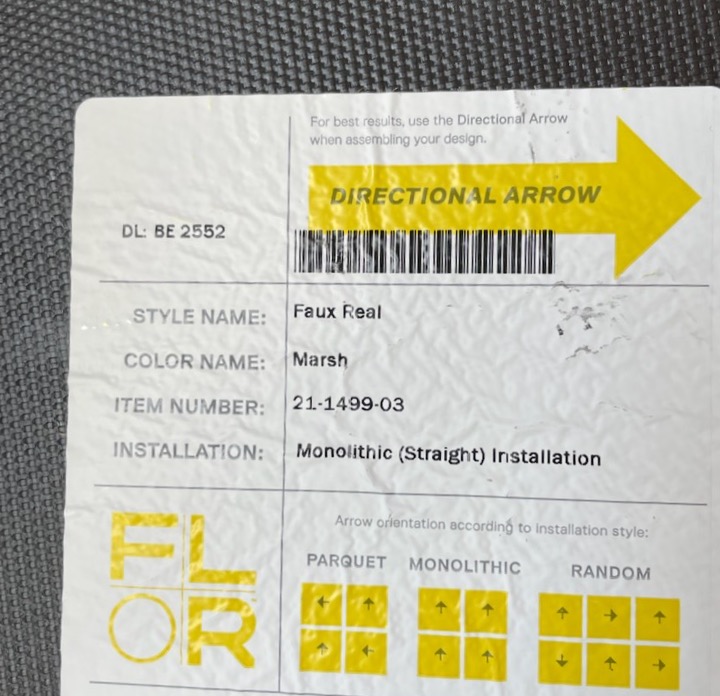 For best results, use the Directional Arrow
when assembling your design.
DIRECTIONAL ARROW
DL: BE 2552
STYLE NAME: Faux Real
COLOR NAME: Marsh
ITEM NUMBER: 21-1499-03
INSTALLATION: Monolithic (Straight) Installation
FL
OR
Arrow orientation according to installation style:
PARQUET MONOLITHIC RANDOM